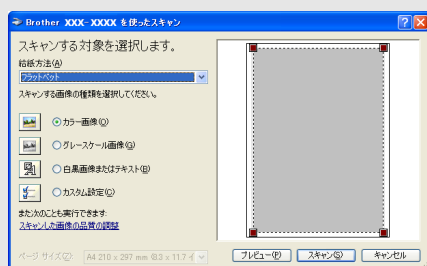 Brother XXX-XXXX を使ったスキャン
スキャンする対象を選択します。
給紙方法(A)
フラットベット
スキャンする画像の種類を選択してください。
カラー画像(O)
グレースケール画像(G)
白黒画像またはテキスト(B)
カスタム設定(C)
また次のことも実行できます:
スキャンした画像の品質の調整
ページ サイズ(Z):
A4 210 x 297 mm (8.3 x 11.7 イ
プレビュー(P)
スキャン(S)
キャンセル